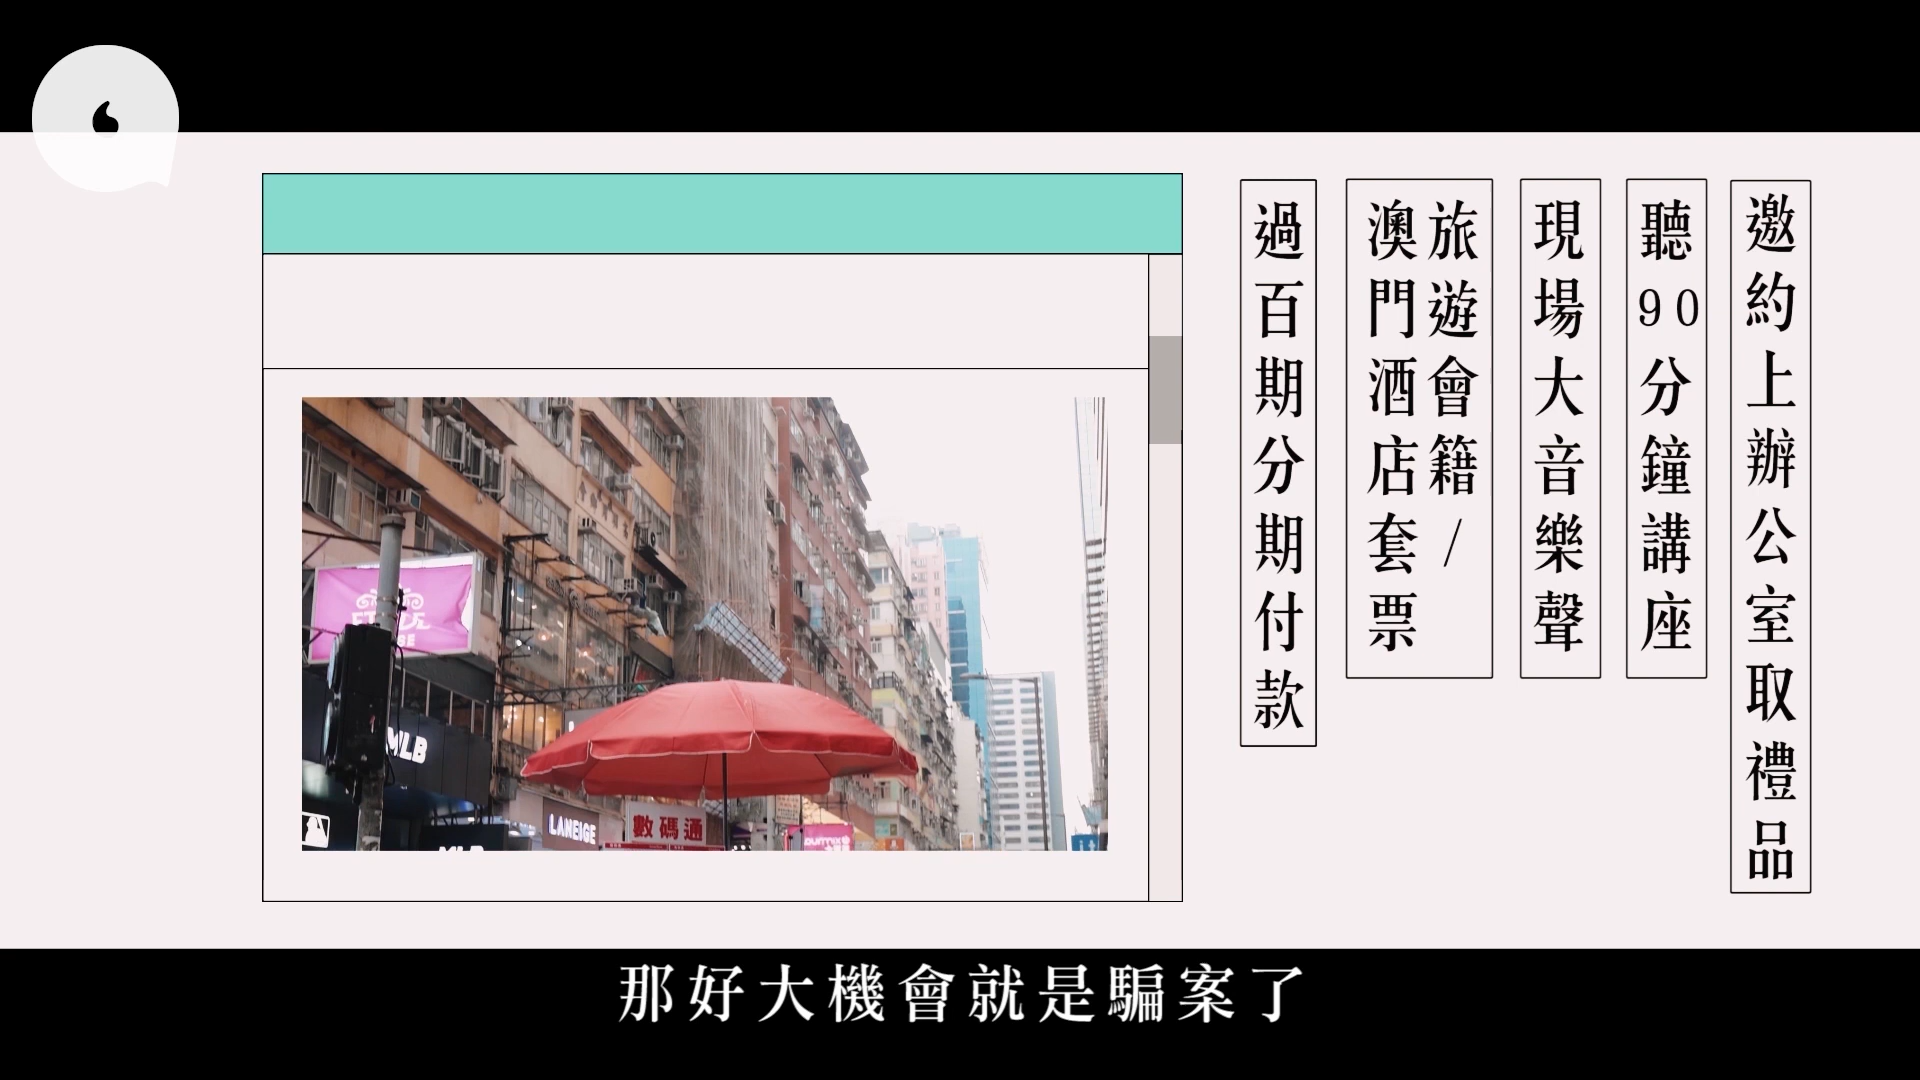 邀約上辦公室取禮品
聽90分鐘講座
現場大音樂聲
旅遊會籍/
澳門酒店套票
過百期分期付款
MLB
LANEIGE
數碼通
那好大機會就是騙案了